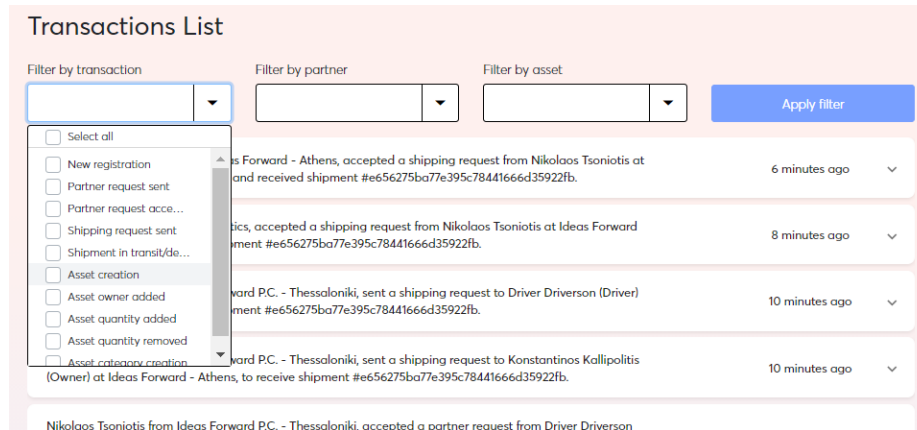 Transactions List
Filter by transaction
Filter by partner
Filter by asset
Apply filter
Select all
New registration
Partner request sent
Partner request acce...
Shipping request sent
Shipment in transit/de...
Asset creation
Asset owner added
Asset quantity added
Asset quantity removed
Asset category creation
as Forward - Athens, accepted a shipping request from Nikolaos Tsoniotis at
and received shipment #e656275ba77e395c78441666d35922fb.
6 minutes ago
tics, accepted a shipping request from Nikolaos Tsoniotis at Ideas Forward
pment #e656275ba77e395c78441666d35922fb.
8 minutes ago
ward P.C. - Thessaloniki, sent a shipping request to Driver Driverson (Driver)
pment #e656275ba77e395c78441666d35922fb.
10 minutes ago
ward P.C. - Thessaloniki, sent a shipping request to Konstantinos Kallipolitis
(Owner) at Ideas Forward - Athens, to receive shipment #e656275ba77e395c78441666d35922fb.
10 minutes ago
Nikolaos Tsoniotis from Ideas Forward P.C. - Thessaloniki, accepted a partner request from Driver Driverson